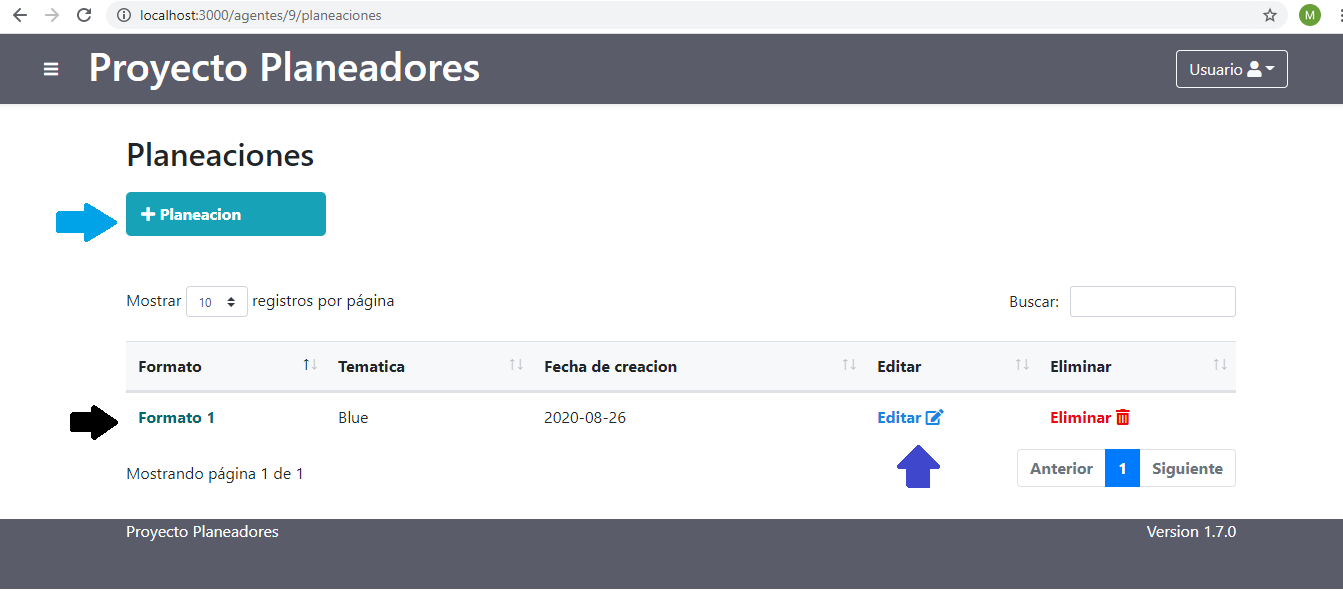 localhost:3000/agentes/9/planeaciones
M
Proyecto Planeadores
Usuario
Planeaciones
+ Planeacion
Mostrar 10 registros por página
Buscar:
Formato Tematica Fecha de creacion Editar Eliminar
Formato 1 Blue 2020-08-26 Editar Eliminar
Mostrando página 1 de 1
Anterior 1 Siguiente
Proyecto Planeadores
Version 1.7.0